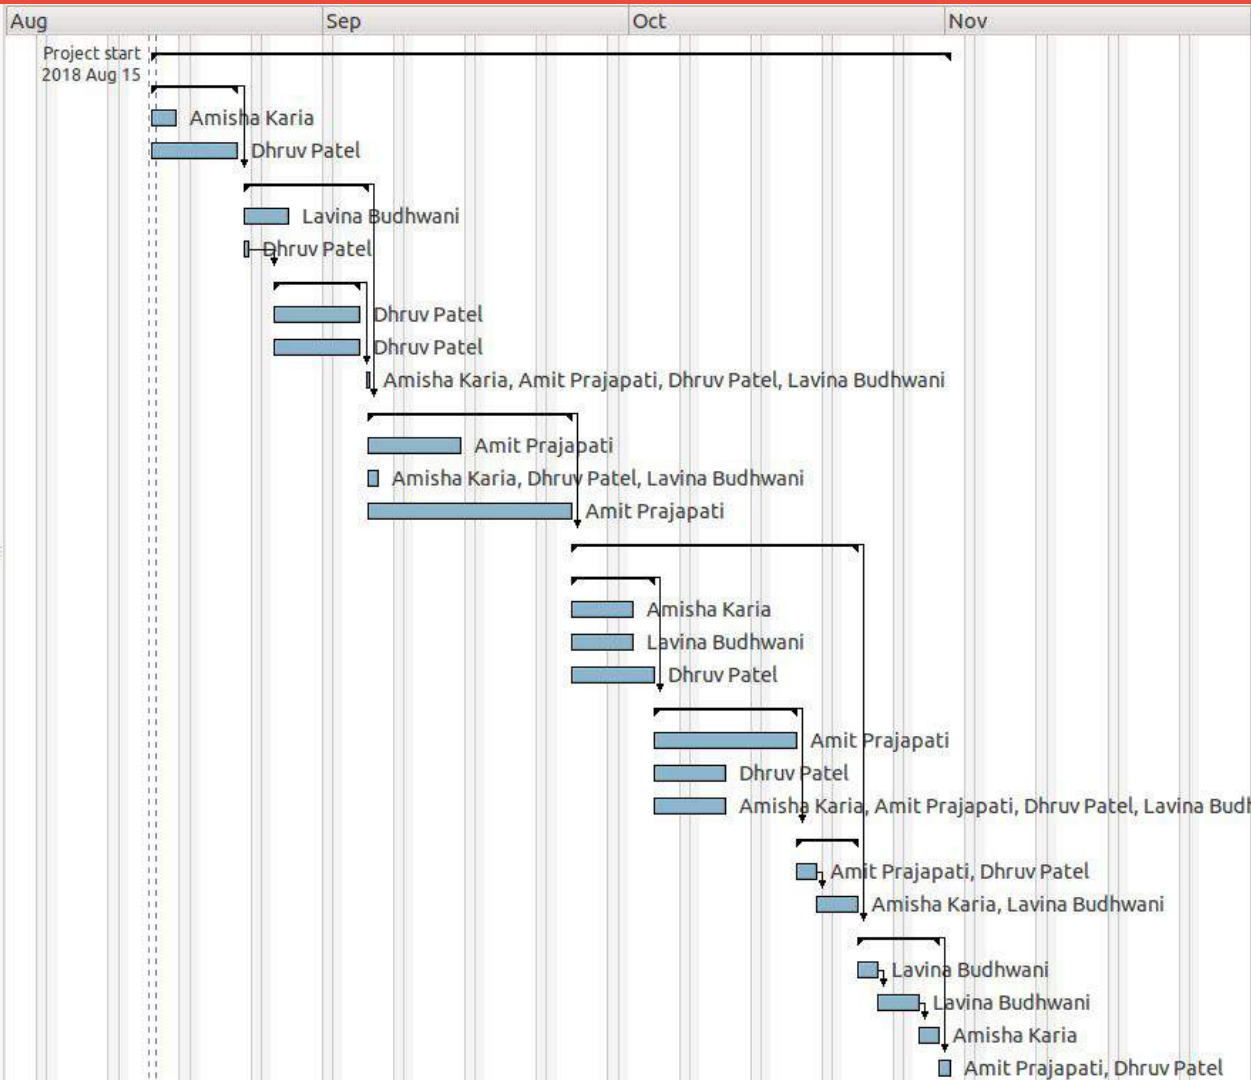 Aug Sep Oct Nov
Project start
2018 Aug 15
Amisha Karia
Dhruv Patel
Lavina Budhwani
Dhruv Patel
Dhruv Patel
Dhruv Patel
Amisha Karia, Amit Prajapati, Dhruv Patel, Lavina Budhwani
Amit Prajapati
Amisha Karia, Dhruv Patel, Lavina Budhwani
Amit Prajapati
Amisha Karia
Lavina Budhwani
Dhruv Patel
Amit Prajapati
Dhruv Patel
Amisha Karia, Amit Prajapati, Dhruv Patel, Lavina
Amit Prajapati, Dhruv Patel
Amisha Karia, Lavina Budhwani
Lavina Budhwani
Lavina Budhwani
Amisha Karia
Amit Prajapati, Dhruv Patel